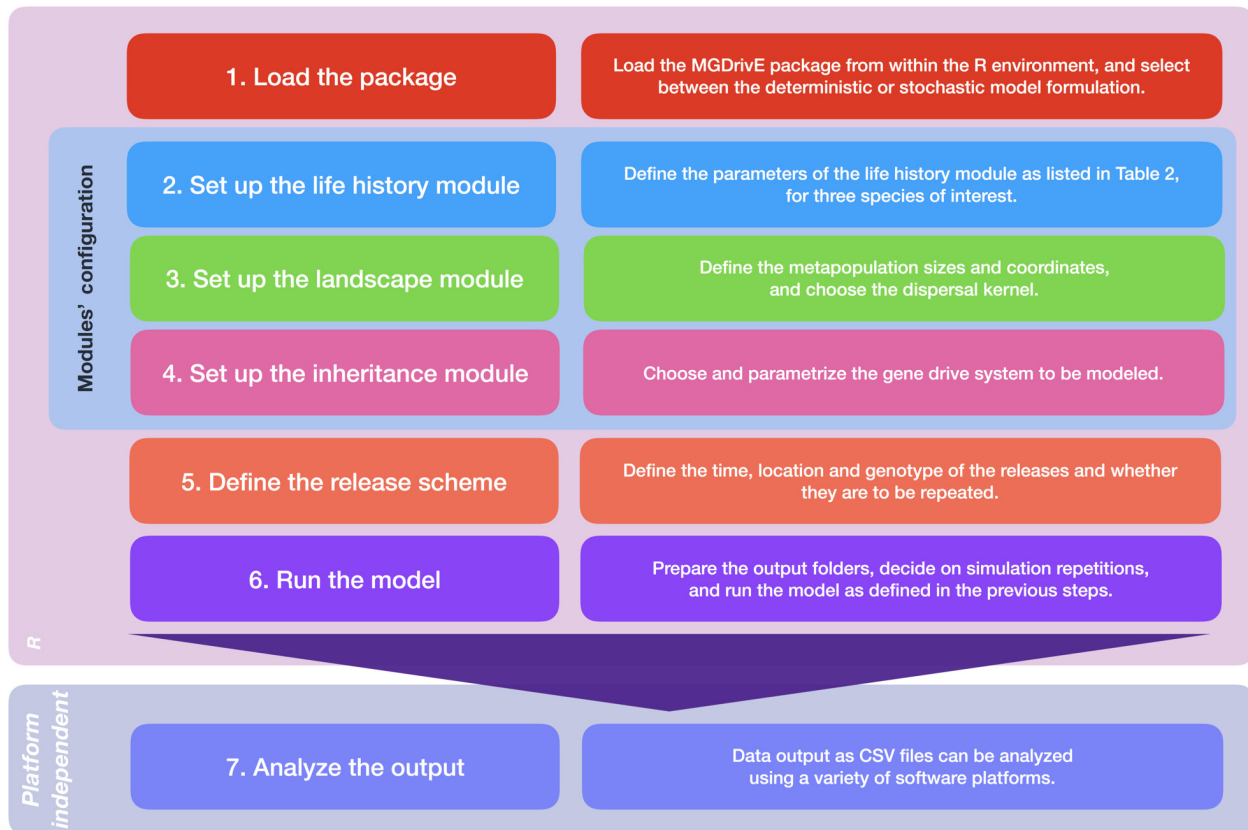 1. Load the package
Load the MGDrivE package from within the R environment, and select
between the deterministic or stochastic model formulation.
Modules' configuration
2. Set up the life history module
Define the parameters of the life history module as listed in Table 2,
for three species of interest.
3. Set up the landscape module
Define the metapopulation sizes and coordinates,
and choose the dispersal kernel.
4. Set up the inheritance module
Choose and parametrize the gene drive system to be modeled.
5. Define the release scheme
Define the time, location and genotype of the releases and whether
they are to be repeated.
6. Run the model
Prepare the output folders, decide on simulation repetitions,
and run the model as defined in the previous steps.
R
Platform
independent
7. Analyze the output
Data output as CSV files can be analyzed
using a variety of software platforms.